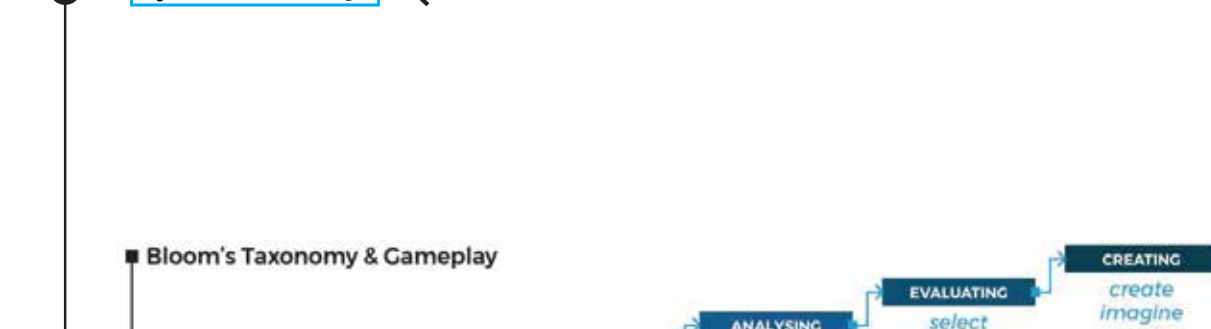 Bloom's Taxonomy & Gameplay
CREATING
create
imagine
EVALUATING
select
ANALYSING